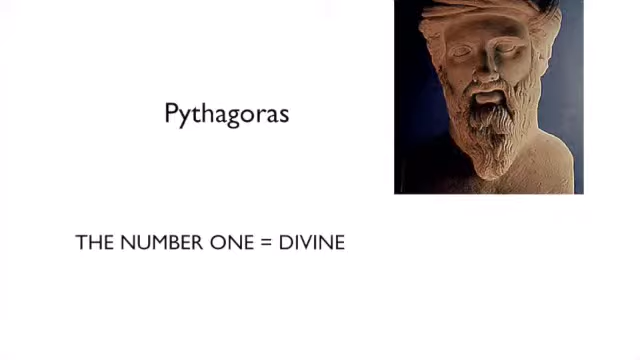 Pythagoras
THE NUMBER ONE = DIVINE